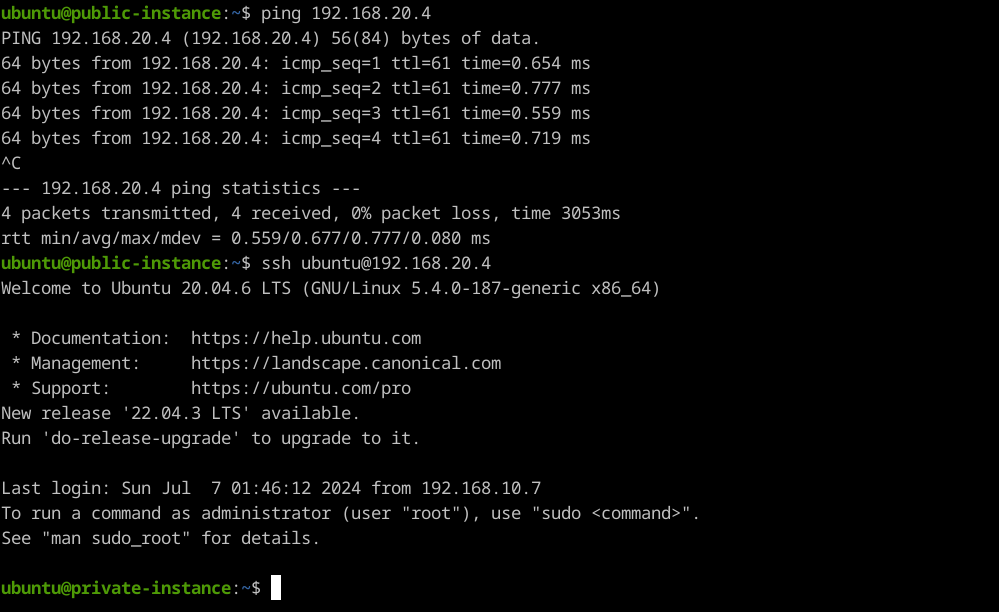 ubuntu@public-instance:~$ ping 192.168.20.4
PING 192.168.20.4 (192.168.20.4) 56(84) bytes of data.
64 bytes from 192.168.20.4: icmp_seq=1 ttl=61 time=0.654 ms
64 bytes from 192.168.20.4: icmp_seq=2 ttl=61 time=0.777 ms
64 bytes from 192.168.20.4: icmp_seq=3 ttl=61 time=0.559 ms
64 bytes from 192.168.20.4: icmp_seq=4 ttl=61 time=0.719 ms
^C
--- 192.168.20.4 ping statistics ---
4 packets transmitted, 4 received, 0% packet loss, time 3053ms
rtt min/avg/max/mdev = 0.559/0.677/0.777/0.080 ms
ubuntu@public-instance:~$ ssh ubuntu@192.168.20.4
Welcome to Ubuntu 20.04.6 LTS (GNU/Linux 5.4.0-187-generic x86_64)

 * Documentation:  https://help.ubuntu.com
 * Management:     https://landscape.canonical.com
 * Support:        https://ubuntu.com/pro
New release '22.04.3 LTS' available.
Run 'do-release-upgrade' to upgrade to it.

Last login: Sun Jul  7 01:46:12 2024 from 192.168.10.7
To run a command as administrator (user "root"), use "sudo <command>".
See "man sudo_root" for details.

ubuntu@private-instance:~$